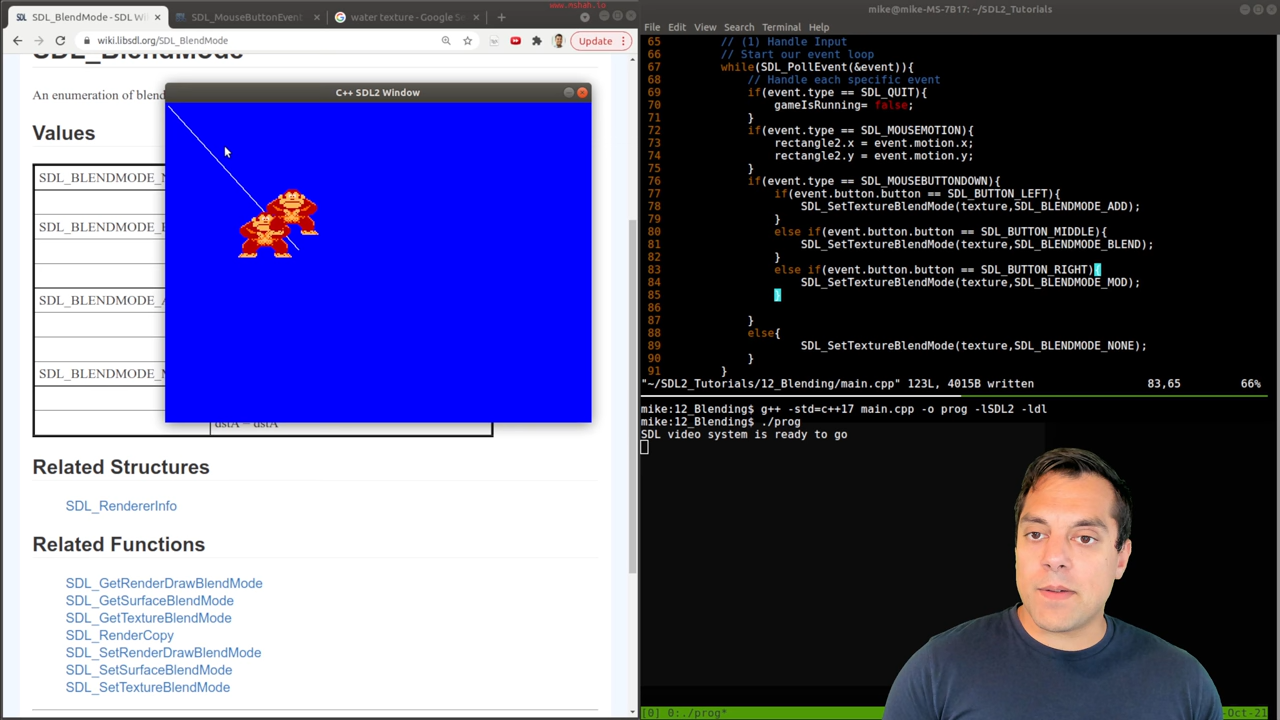 www.mshah.io
SDL_BlendMode - SDL Wi
SDL_MouseButtonEvent
water texture - Google Se
wiki.libsdl.org/SDL_BlendMode
Update
SDL_BlendMode
An enumeration of blend
Values
SDL_BLENDMODE_N
SDL_BLENDMODE_B
SDL_BLENDMODE_A
SDL_BLENDMODE_M
dstA = dstA
Related Structures
SDL_RendererInfo
Related Functions
SDL_GetRenderDrawBlendMode
SDL_GetSurfaceBlendMode
SDL_GetTextureBlendMode
SDL_RenderCopy
SDL_SetRenderDrawBlendMode
SDL_SetSurfaceBlendMode
SDL_SetTextureBlendMode
C++ SDL2 Window
mike@mike-MS-7B17: ~/SDL2_Tutorials
File Edit View Search Terminal Help
65 // (1) Handle Input
66 // Start our event loop
67 while(SDL_PollEvent(&event)){
68 // Handle each specific event
69 if(event.type == SDL_QUIT){
70 gameIsRunning= false;
71 }
72 if(event.type == SDL_MOUSEMOTION){
73 rectangle2.x = event.motion.x;
74 rectangle2.y = event.motion.y;
75 }
76 if(event.type == SDL_MOUSEBUTTONDOWN){
77 if(event.button.button == SDL_BUTTON_LEFT){
78 SDL_SetTextureBlendMode(texture,SDL_BLENDMODE_ADD);
79 }
80 else if(event.button.button == SDL_BUTTON_MIDDLE){
81 SDL_SetTextureBlendMode(texture,SDL_BLENDMODE_BLEND);
82 }
83 else if(event.button.button == SDL_BUTTON_RIGHT){
84 SDL_SetTextureBlendMode(texture,SDL_BLENDMODE_MOD);
85 }
86
87 }
88 else{
89 SDL_SetTextureBlendMode(texture,SDL_BLENDMODE_NONE);
90 }
91 }
"~/SDL2_Tutorials/12_Blending/main.cpp" 123L, 4015B written 83,65 66%
mike:12_Blending$ g++ -std=c++17 main.cpp -o prog -lSDL2 -ldl
mike:12_Blending$ ./prog
SDL video system is ready to go
[0] 0:./prog* -Oct-21